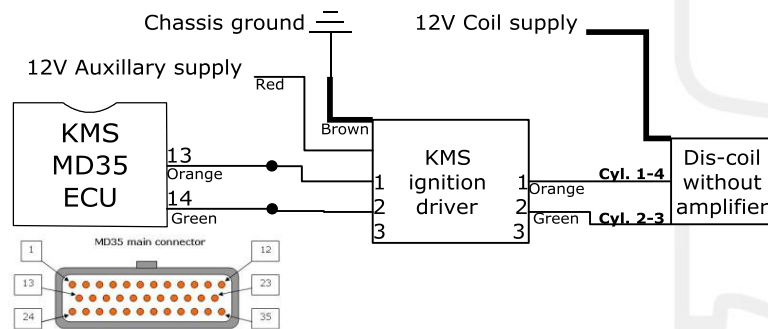 Chassis ground
12V Coil supply
12V Auxillary supply
Red
Brown
KMS
MD35
ECU
13
Orange
14
Green
KMS
ignition
driver
1
2
3
1
Orange
2
Green
3
Cyl. 1-4
Cyl. 2-3
Dis-coil
without
amplifier
MD35 main connector
1
12
13
23
24
35